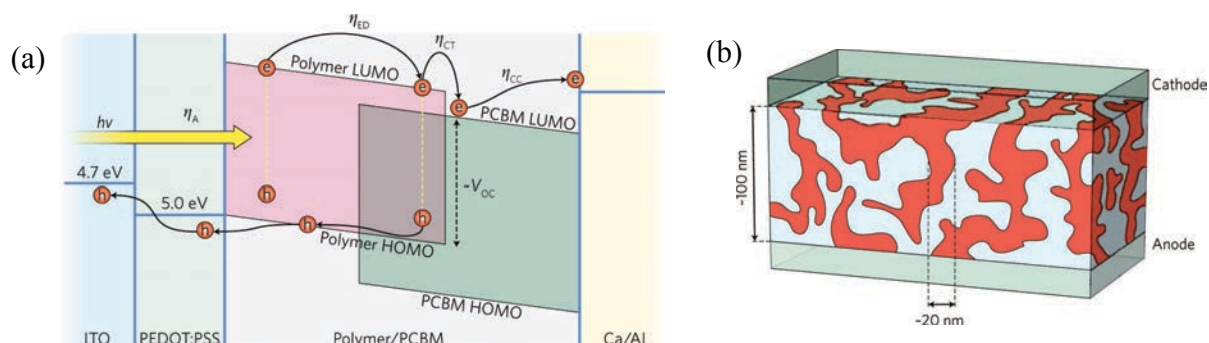 (a)
η_ED
η_CT
η_CC
Polymer LUMO
PCBM LUMO
hν
η_A
4.7 eV
5.0 eV
~V_OC
Polymer HOMO
PCBM HOMO
e
e
e
e
h
h
h
h
h
ITO
PEDOT:PSS
Polymer/PCBM
Ca/Al
(b)
Cathode
~100 nm
Anode
~20 nm